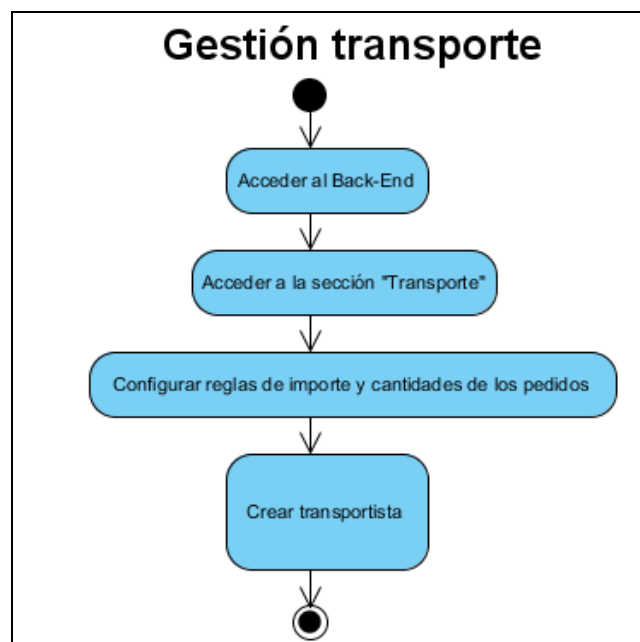 Gestión transporte
Acceder al Back-End
Acceder a la sección "Transporte"
Configurar reglas de importe y cantidades de los pedidos
Crear transportista